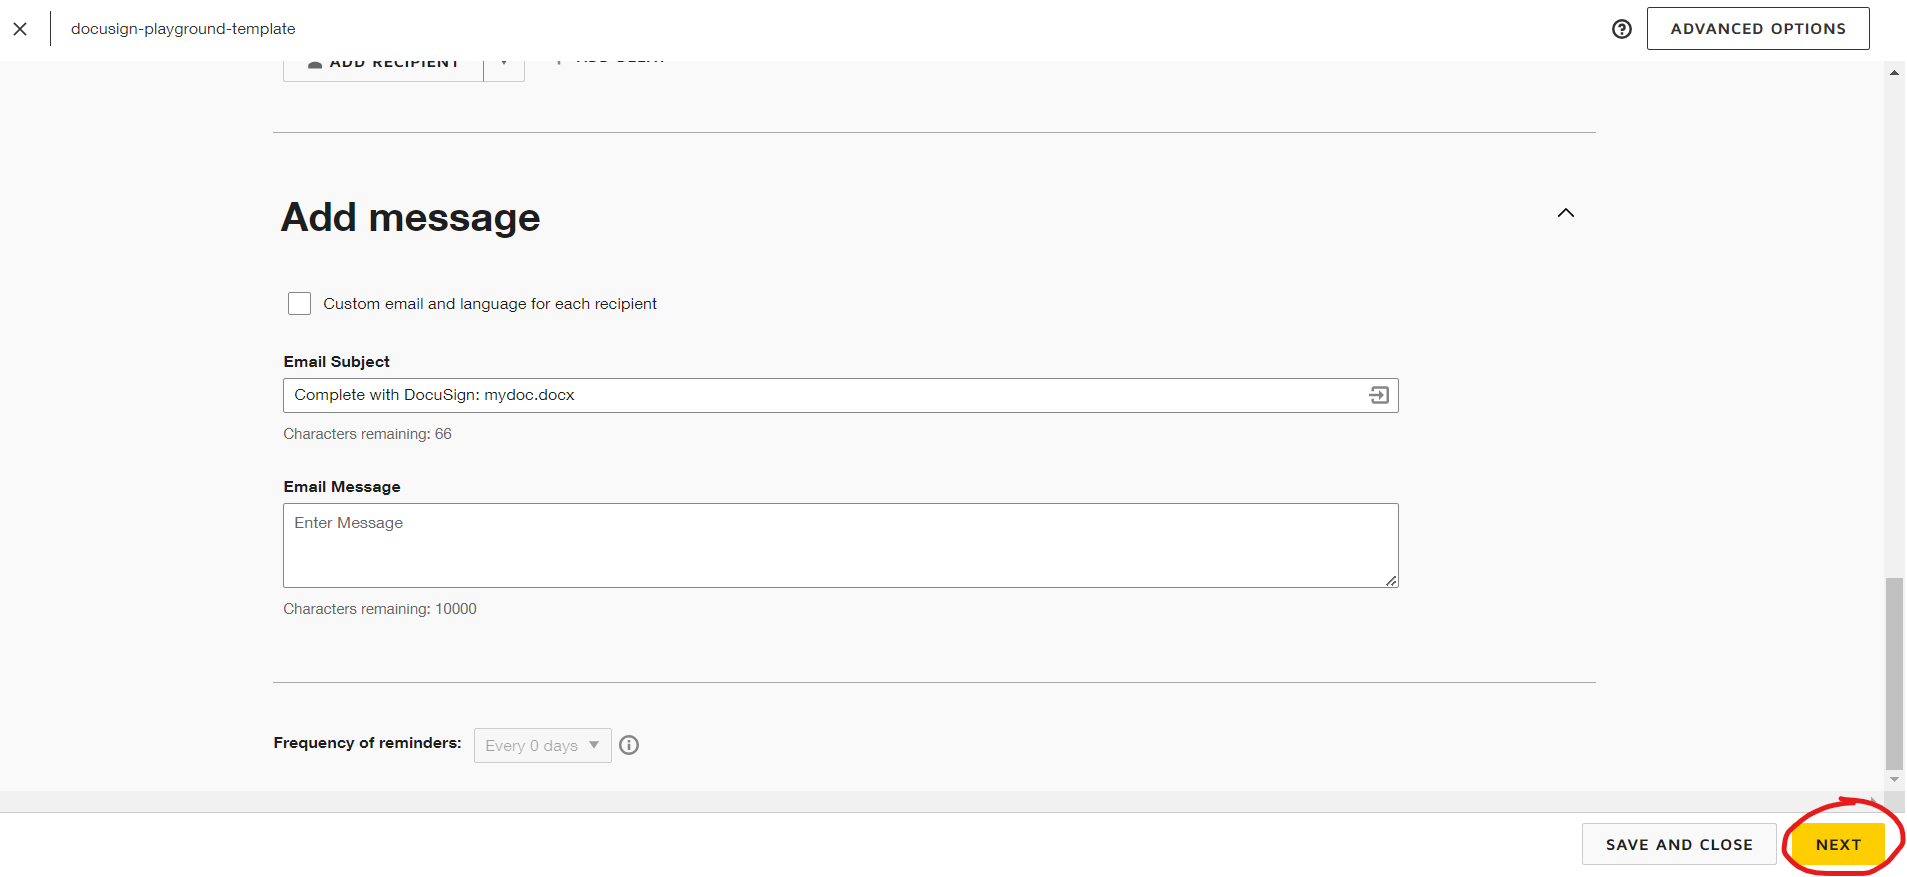 docusign-playground-template
ADVANCED OPTIONS
ADD RECIPIENT
ADD DELAY
Add message
Custom email and language for each recipient
Email Subject
Complete with DocuSign: mydoc.docx
Characters remaining: 66
Email Message
Enter Message
Characters remaining: 10000
Frequency of reminders:
Every 0 days
SAVE AND CLOSE
NEXT